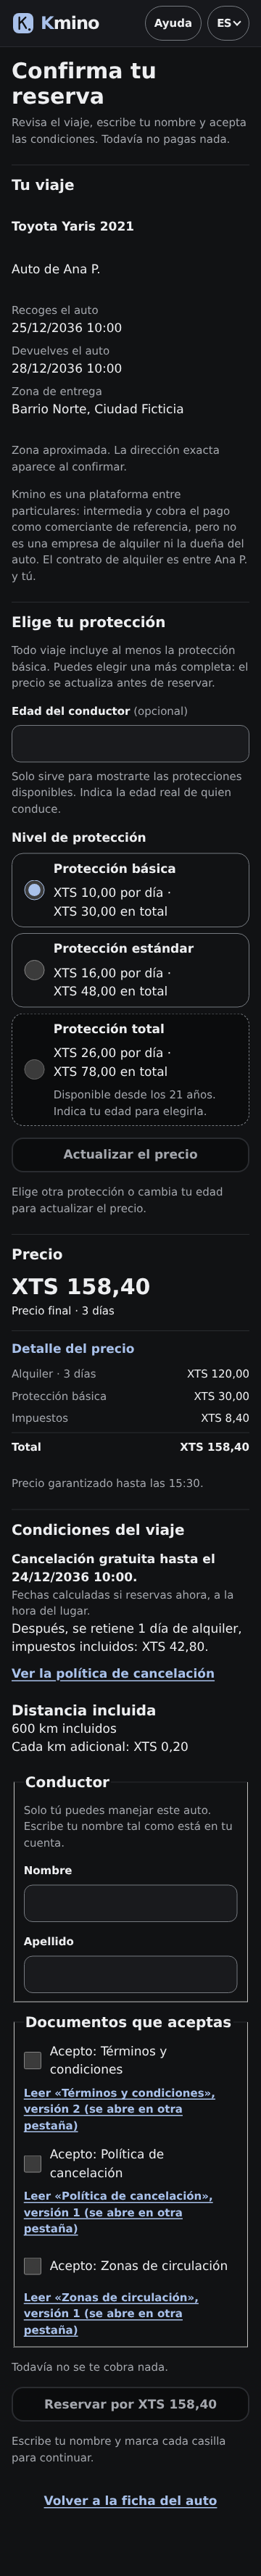 K. Kmino
Ayuda
ES
Confirma tu
reserva
Revisa el viaje, escribe tu nombre y acepta
las condiciones. Todavía no pagas nada.
Tu viaje
Toyota Yaris 2021
Auto de Ana P.
Recoges el auto
25/12/2036 10:00
Devuelves el auto
28/12/2036 10:00
Zona de entrega
Barrio Norte, Ciudad Ficticia
Zona aproximada. La dirección exacta
aparece al confirmar.
Kmino es una plataforma entre
particulares: intermedia y cobra el pago
como comerciante de referencia, pero no
es una empresa de alquiler ni la dueña del
auto. El contrato de alquiler es entre Ana P.
y tú.
Elige tu protección
Todo viaje incluye al menos la protección
básica. Puedes elegir una más completa: el
precio se actualiza antes de reservar.
Edad del conductor (opcional)
Solo sirve para mostrarte las protecciones
disponibles. Indica la edad real de quien
conduce.
Nivel de protección
Protección básica
XTS 10,00 por día ·
XTS 30,00 en total
Protección estándar
XTS 16,00 por día ·
XTS 48,00 en total
Protección total
XTS 26,00 por día ·
XTS 78,00 en total
Disponible desde los 21 años.
Indica tu edad para elegirla.
Actualizar el precio
Elige otra protección o cambia tu edad
para actualizar el precio.
Precio
XTS 158,40
Precio final · 3 días
Detalle del precio
Alquiler · 3 días XTS 120,00
Protección básica XTS 30,00
Impuestos XTS 8,40
Total XTS 158,40
Precio garantizado hasta las 15:30.
Condiciones del viaje
Cancelación gratuita hasta el
24/12/2036 10:00.
Fechas calculadas si reservas ahora, a la
hora del lugar.
Después, se retiene 1 día de alquiler,
impuestos incluidos: XTS 42,80.
Ver la política de cancelación
Distancia incluida
600 km incluidos
Cada km adicional: XTS 0,20
Conductor
Solo tú puedes manejar este auto.
Escribe tu nombre tal como está en tu
cuenta.
Nombre
Apellido
Documentos que aceptas
Acepto: Términos y
condiciones
Leer «Términos y condiciones»,
versión 2 (se abre en otra
pestaña)
Acepto: Política de
cancelación
Leer «Política de cancelación»,
versión 1 (se abre en otra
pestaña)
Acepto: Zonas de circulación
Leer «Zonas de circulación»,
versión 1 (se abre en otra
pestaña)
Todavía no se te cobra nada.
Reservar por XTS 158,40
Escribe tu nombre y marca cada casilla
para continuar.
Volver a la ficha del auto